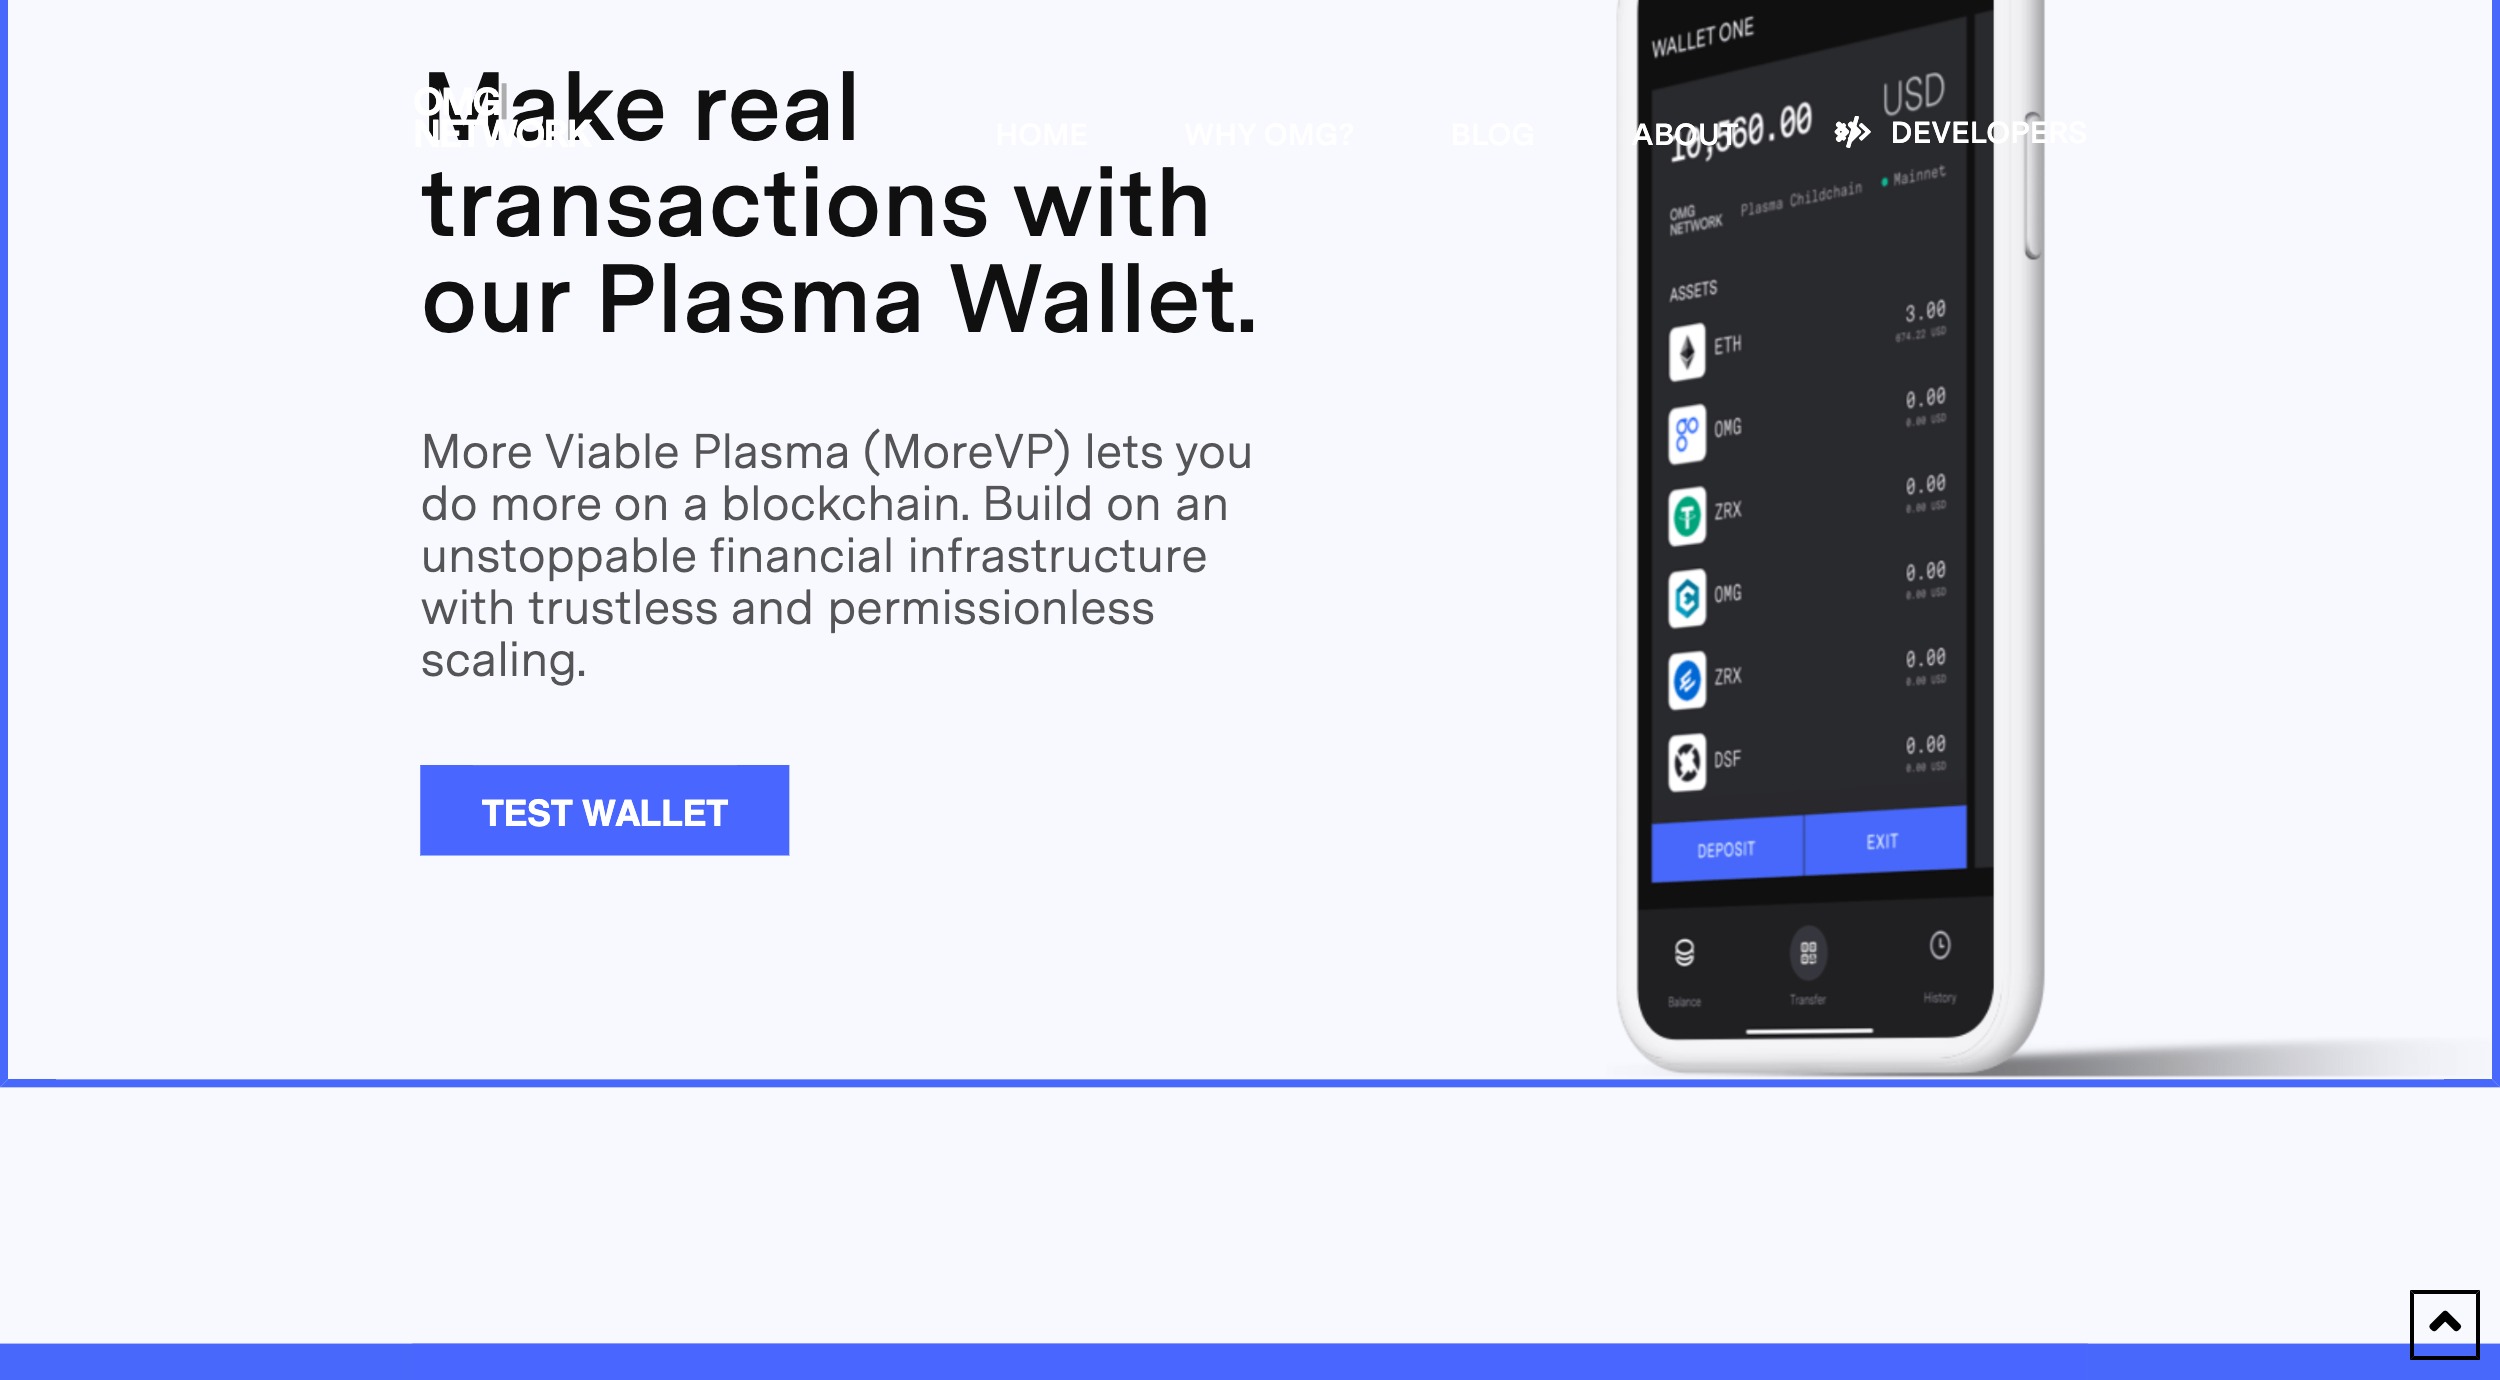 OMG
NETWORK
HOME
WHY OMG?
BLOG
ABOUT
DEVELOPERS
Make real
transactions with
our Plasma Wallet.
More Viable Plasma (MoreVP) lets you
do more on a blockchain. Build on an
unstoppable financial infrastructure
with trustless and permissionless
scaling.
TEST WALLET
WALLET ONE
10,560.00 USD
OMG
NETWORK
Plasma Childchain
Mainnet
ASSETS
ETH 3.00
674.22 USD
OMG 0.00
0.00 USD
ZRX 0.00
0.00 USD
OMG 0.00
0.00 USD
ZRX 0.00
0.00 USD
DSF 0.00
0.00 USD
DEPOSIT
EXIT
Balance
Transfer
History